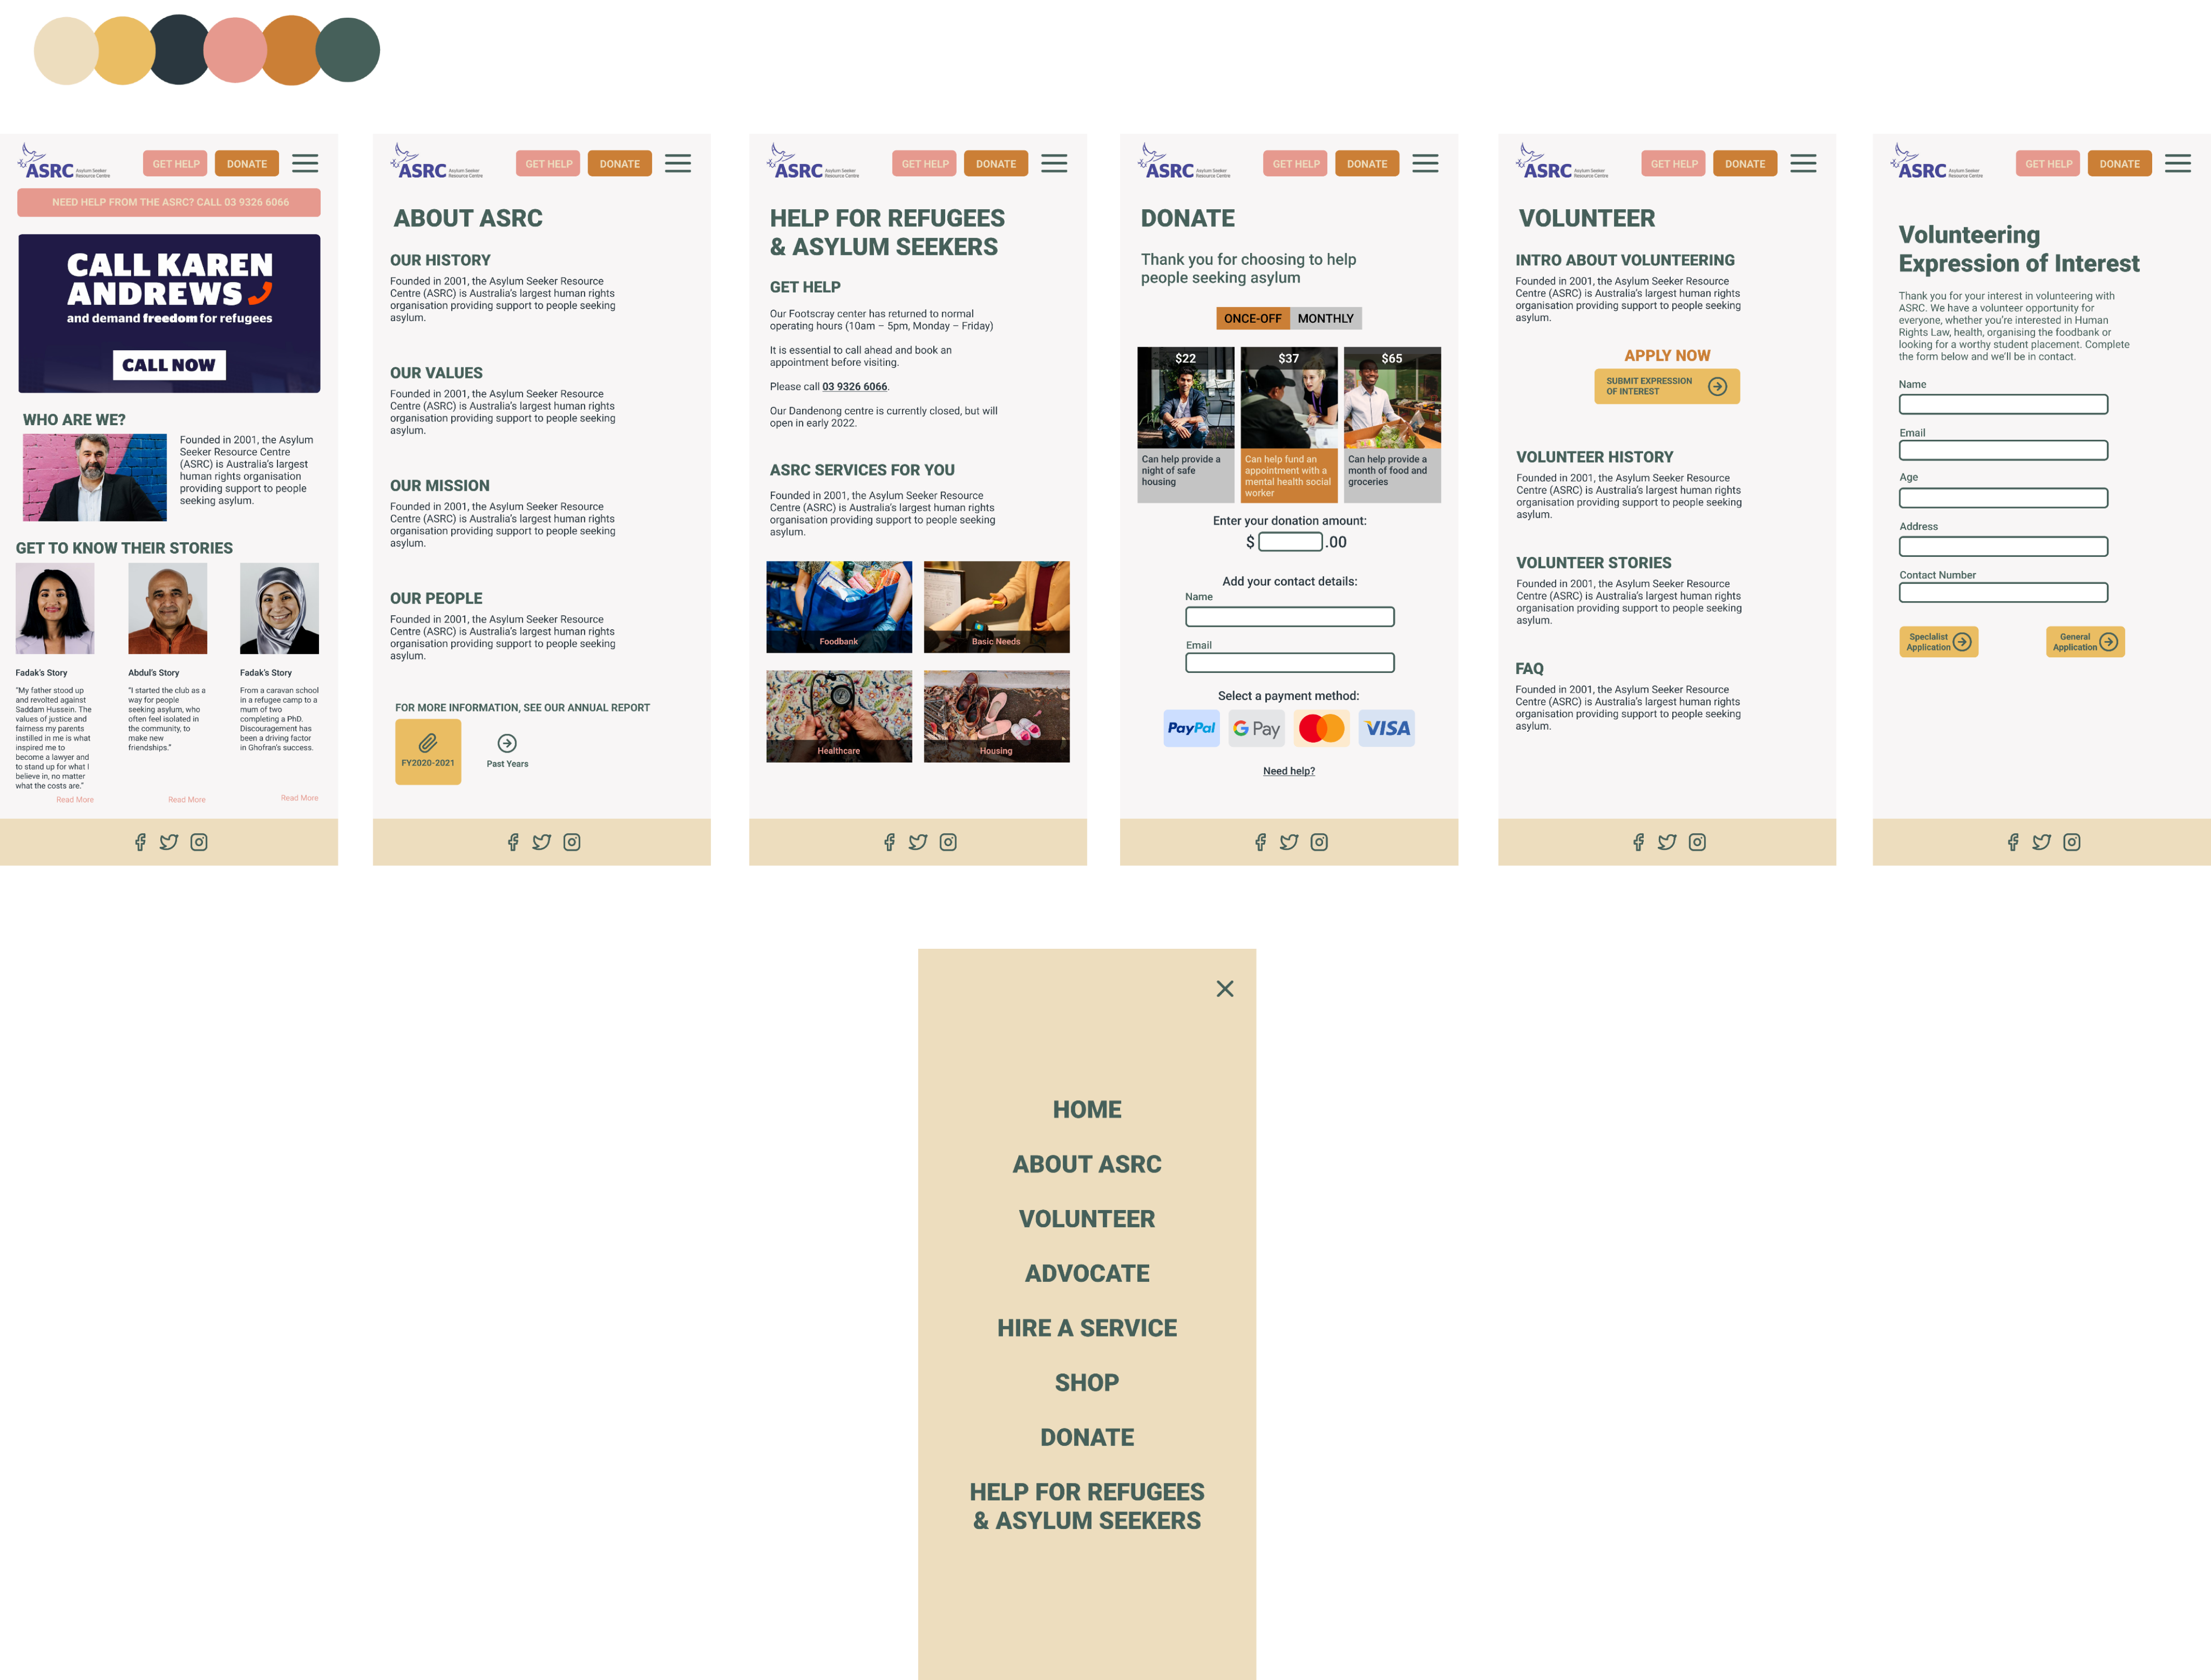 ASRC Asylum Seeker
Resource Centre
GET HELP
DONATE
NEED HELP FROM THE ASRC? CALL 03 9326 6066
CALL KAREN
ANDREWS
and demand freedom for refugees
CALL NOW
WHO ARE WE?
Founded in 2001, the Asylum
Seeker Resource Centre
(ASRC) is Australia's largest
human rights organisation
providing support to people
seeking asylum.
GET TO KNOW THEIR STORIES
Fadak's Story
"My father stood up
and revolted against
Saddam Hussein. The
values of justice and
fairness my parents
instilled in me is what
inspired me to
become a lawyer and
to stand up for what I
believe in, no matter
what the costs are."
Read More
Abdul's Story
"I started the club as a
way for people
seeking asylum, who
often feel isolated in
the community, to
make new
friendships."
Read More
Fadak's Story
From a caravan school
in a refugee camp to a
mum of two
completing a PhD.
Discouragement has
been a driving factor
in Ghofran's success.
Read More
ASRC Asylum Seeker
Resource Centre
GET HELP
DONATE
ABOUT ASRC
OUR HISTORY
Founded in 2001, the Asylum Seeker Resource
Centre (ASRC) is Australia's largest human rights
organisation providing support to people seeking
asylum.
OUR VALUES
Founded in 2001, the Asylum Seeker Resource
Centre (ASRC) is Australia's largest human rights
organisation providing support to people seeking
asylum.
OUR MISSION
Founded in 2001, the Asylum Seeker Resource
Centre (ASRC) is Australia's largest human rights
organisation providing support to people seeking
asylum.
OUR PEOPLE
Founded in 2001, the Asylum Seeker Resource
Centre (ASRC) is Australia's largest human rights
organisation providing support to people seeking
asylum.
FOR MORE INFORMATION, SEE OUR ANNUAL REPORT
FY2020-2021
Past Years
ASRC Asylum Seeker
Resource Centre
GET HELP
DONATE
HELP FOR REFUGEES
& ASYLUM SEEKERS
GET HELP
Our Footscray center has returned to normal
operating hours (10am – 5pm, Monday – Friday)
It is essential to call ahead and book an
appointment before visiting.
Please call 03 9326 6066.
Our Dandenong centre is currently closed, but will
open in early 2022.
ASRC SERVICES FOR YOU
Founded in 2001, the Asylum Seeker Resource
Centre (ASRC) is Australia's largest human rights
organisation providing support to people seeking
asylum.
Foodbank
Basic Needs
Healthcare
Housing
ASRC Asylum Seeker
Resource Centre
GET HELP
DONATE
DONATE
Thank you for choosing to help
people seeking asylum
ONCE-OFF
MONTHLY
$22
Can help provide a
night of safe
housing
$37
Can help fund an
appointment with a
mental health social
worker
$65
Can help provide a
month of food and
groceries
Enter your donation amount:
$ .00
Add your contact details:
Name
Email
Select a payment method:
PayPal
G Pay
VISA
Need help?
ASRC Asylum Seeker
Resource Centre
GET HELP
DONATE
VOLUNTEER
INTRO ABOUT VOLUNTEERING
Founded in 2001, the Asylum Seeker Resource
Centre (ASRC) is Australia's largest human rights
organisation providing support to people seeking
asylum.
APPLY NOW
SUBMIT EXPRESSION
OF INTEREST
VOLUNTEER HISTORY
Founded in 2001, the Asylum Seeker Resource
Centre (ASRC) is Australia's largest human rights
organisation providing support to people seeking
asylum.
VOLUNTEER STORIES
Founded in 2001, the Asylum Seeker Resource
Centre (ASRC) is Australia's largest human rights
organisation providing support to people seeking
asylum.
FAQ
Founded in 2001, the Asylum Seeker Resource
Centre (ASRC) is Australia's largest human rights
organisation providing support to people seeking
asylum.
ASRC Asylum Seeker
Resource Centre
GET HELP
DONATE
Volunteering
Expression of Interest
Thank you for your interest in volunteering with
ASRC. We have a volunteer opportunity for
everyone, whether you're interested in Human
Rights Law, health, organising the foodbank or
looking for a worthy student placement. Complete
the form below and we'll be in contact.
Name
Email
Age
Address
Contact Number
Specialist
Application
General
Application
HOME
ABOUT ASRC
VOLUNTEER
ADVOCATE
HIRE A SERVICE
SHOP
DONATE
HELP FOR REFUGEES
& ASYLUM SEEKERS